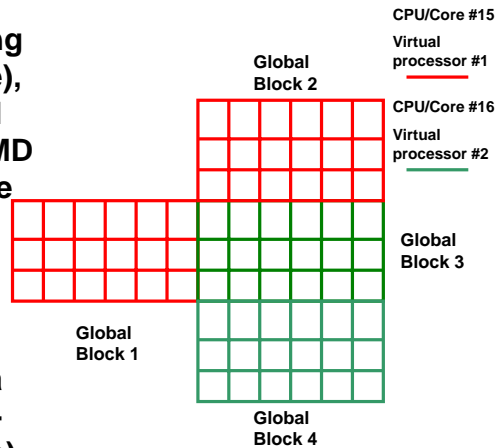 CPU/Core #15
Virtual
processor #1
Global
Block 2
CPU/Core #16
Virtual
processor #2
Global
Block 3
Global
Block 1
Global
Block 4